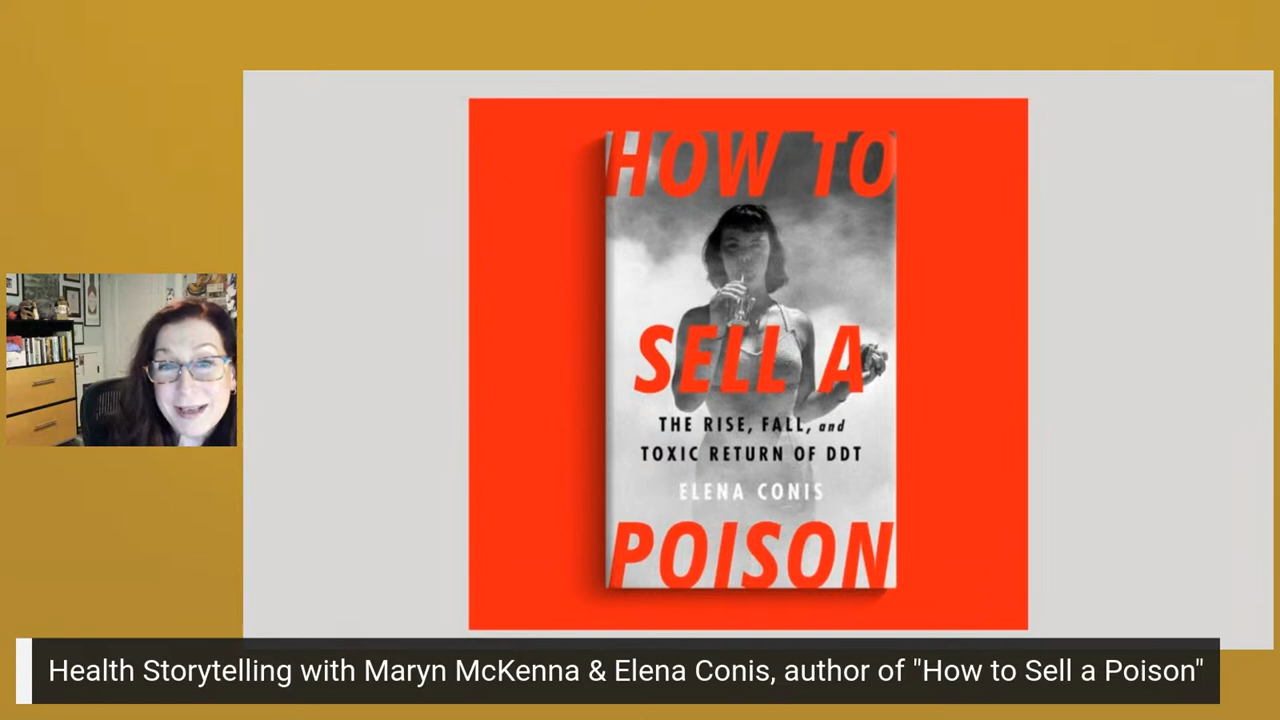 HOW TO
SELL A
THE RISE, FALL, and
TOXIC RETURN OF DDT
ELENA CONIS
POISON
Health Storytelling with Maryn McKenna & Elena Conis, author of "How to Sell a Poison"